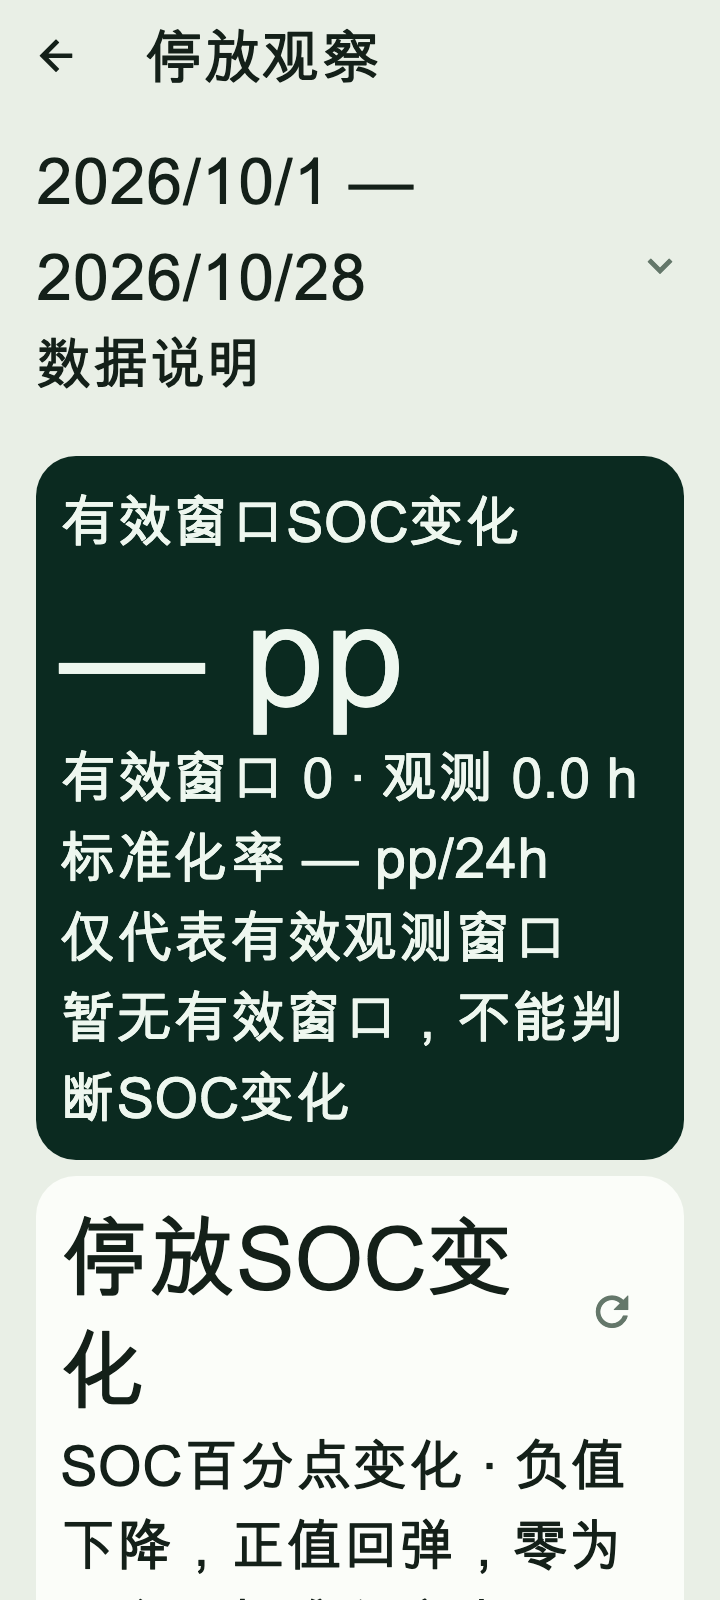 停放观察
2026/10/1 —
2026/10/28
数据说明
有效窗口SOC变化
— pp
有效窗口 0 · 观测 0.0 h
标准化率 — pp/24h
仅代表有效观测窗口
暂无有效窗口，不能判
断SOC变化
停放SOC变
化
SOC百分点变化 · 负值
下降，正值回弹，零为